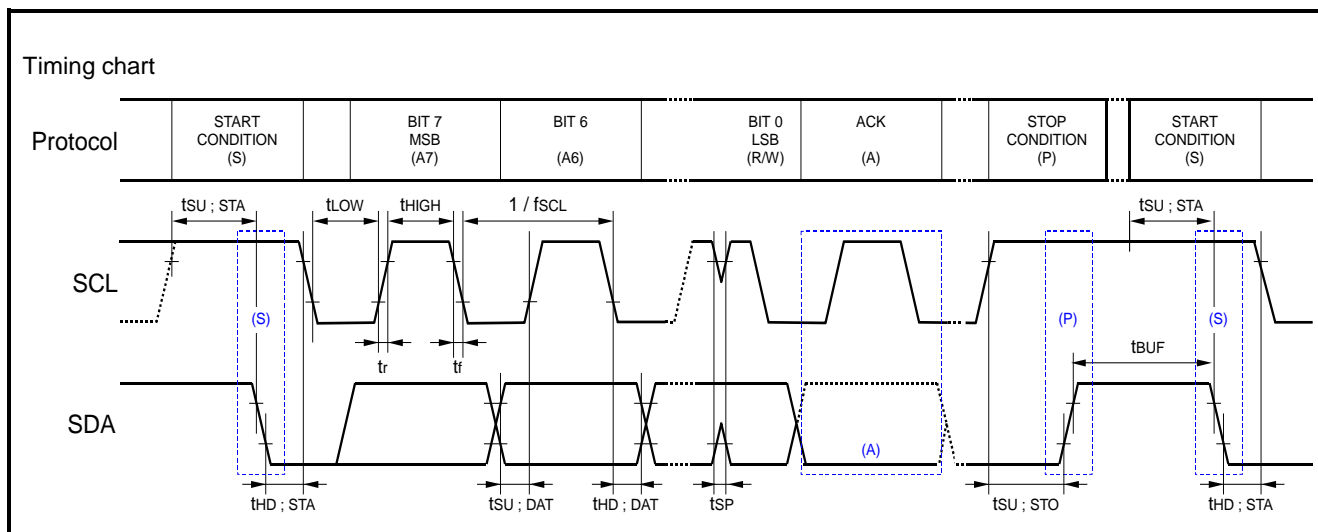 Timing chart
Protocol
START
CONDITION
(S)
BIT 7
MSB
(A7)
BIT 6
(A6)
BIT 0
LSB
(R/W)
ACK
(A)
STOP
CONDITION
(P)
START
CONDITION
(S)
tSU ; STA
tLOW
tHIGH
1 / fSCL
tSU ; STA
SCL
(S)
(P)
(S)
tr
tf
tBUF
SDA
(A)
tHD ; STA
tSU ; DAT
tHD ; DAT
tSP
tSU ; STO
tHD ; STA